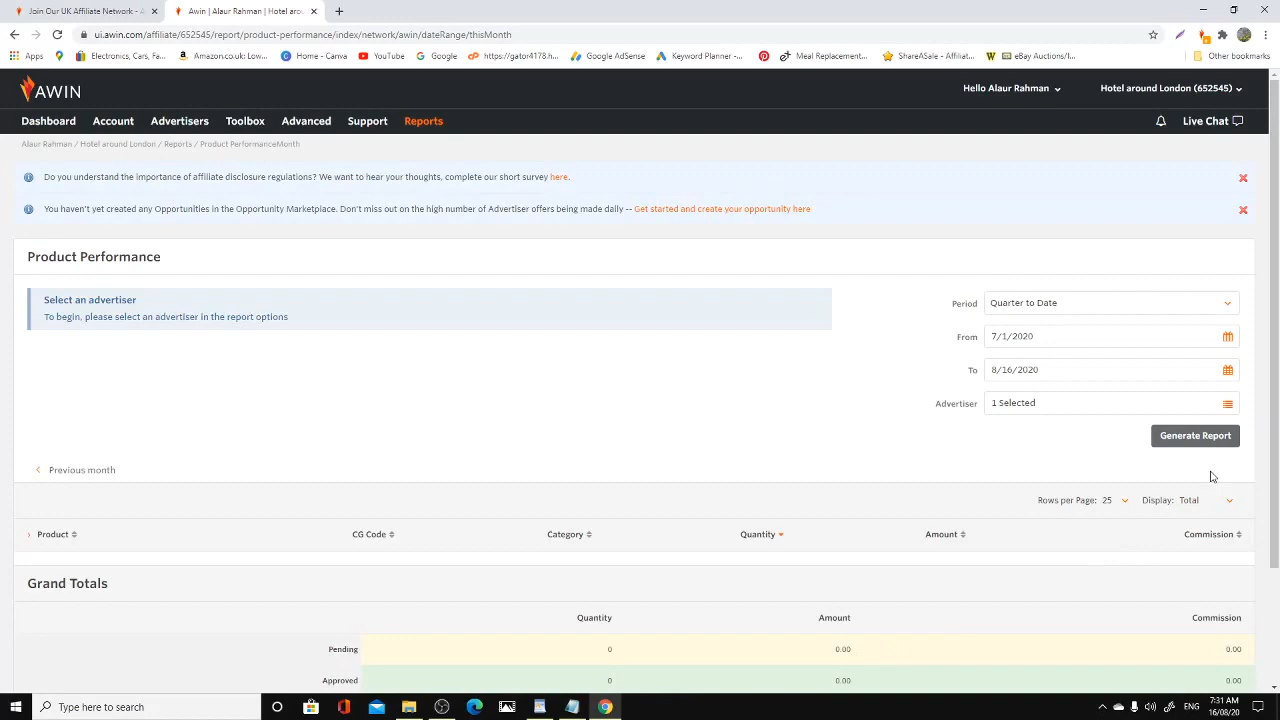 Join Our UK Affiliate Network - A
Awin | Alaur Rahman | Hotel aro
ui.awin.com/affiliate/652545/report/product-performance/index/network/awin/dateRange/thisMonth
Apps
Electronics, Cars, Fa...
Amazon.co.uk: Low...
Home - Canva
YouTube
Google
https://gator4178.h...
Google AdSense
Keyword Planner -...
Meal Replacement...
ShareASale - Affiliat...
eBay Auctions/I...
Other bookmarks
AWIN
Hello Alaur Rahman
Hotel around London (652545)
Dashboard Account Advertisers Toolbox Advanced Support Reports
Live Chat
Alaur Rahman / Hotel around London / Reports / Product PerformanceMonth
Do you understand the importance of affiliate disclosure regulations? We want to hear your thoughts, complete our short survey here.
You haven't yet created any Opportunities in the Opportunity Marketplace. Don't miss out on the high number of Advertiser offers being made daily -- Get started and create your opportunity here
Product Performance
Select an advertiser
To begin, please select an advertiser in the report options
Period Quarter to Date
From 7/1/2020
To 8/16/2020
Advertiser 1 Selected
Generate Report
Previous month
Rows per Page: 25 Display: Total
Product CG Code Category Quantity Amount Commission
Grand Totals
Quantity Amount Commission
Pending 0 0.00 0.00
Approved 0 0.00 0.00
Type here to search
ENG
7:31 AM
16/08/20